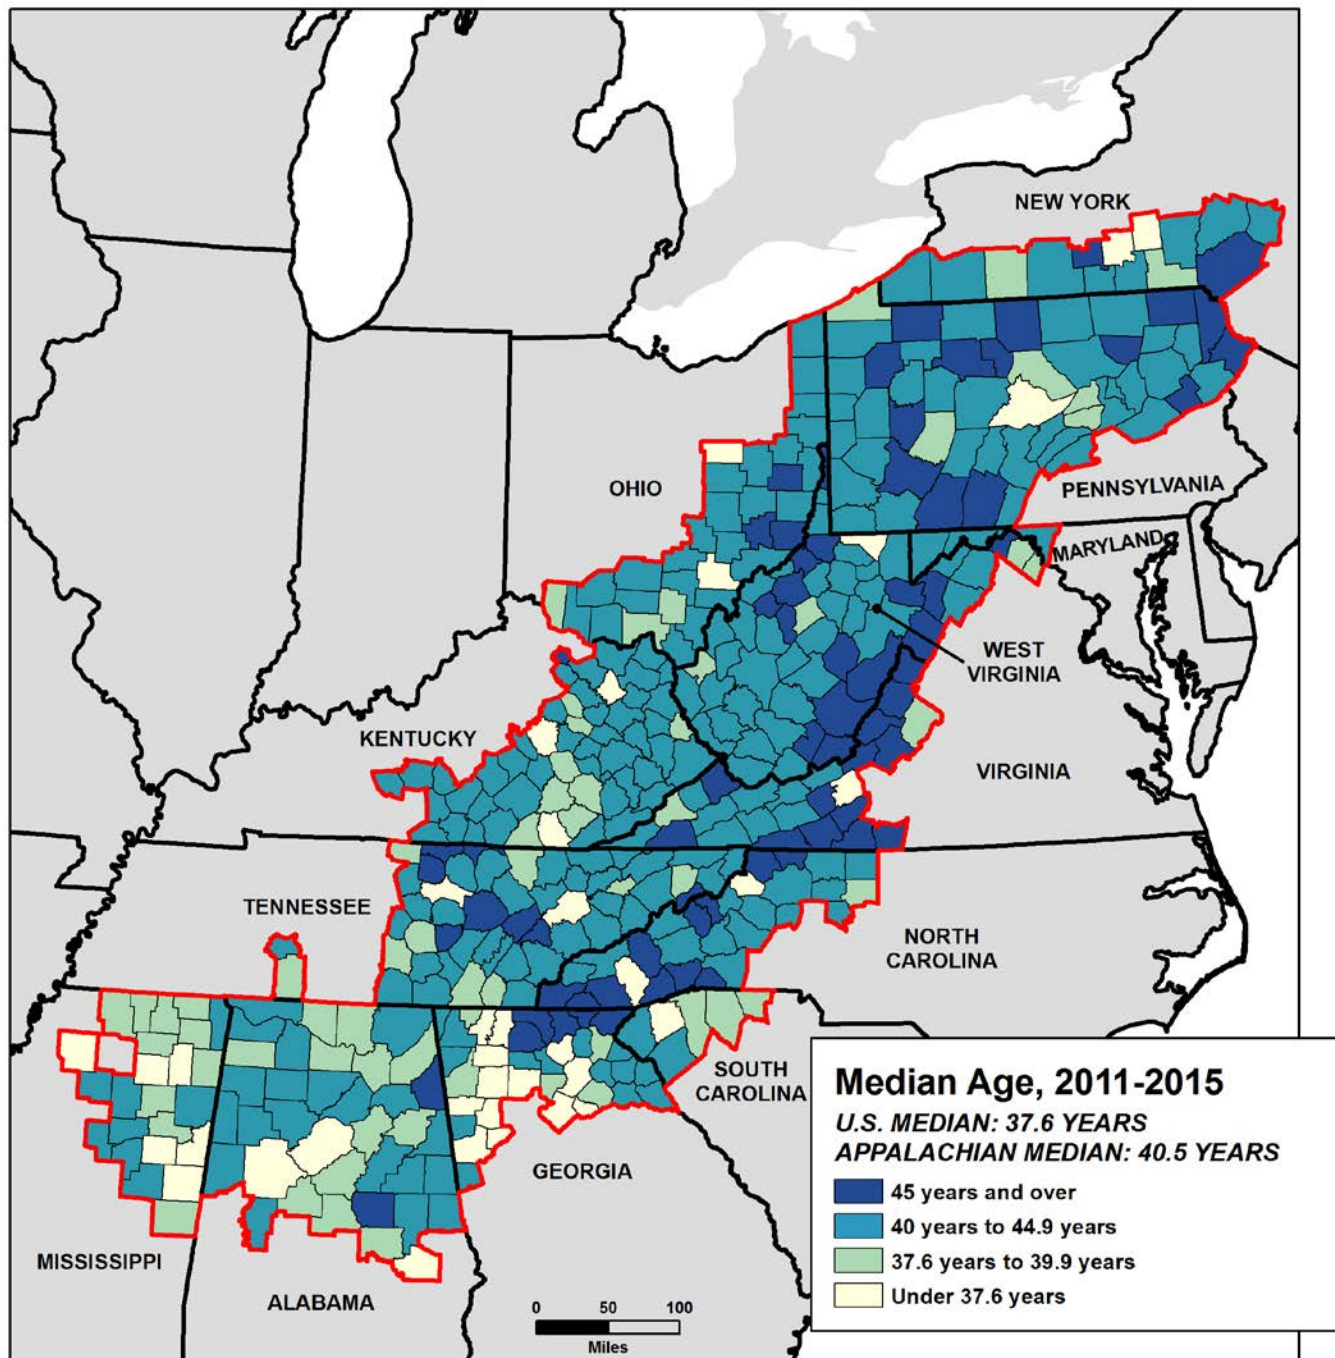 NEW YORK
OHIO
PENNSYLVANIA
MARYLAND
WEST
VIRGINIA
KENTUCKY
VIRGINIA
TENNESSEE
NORTH
CAROLINA
SOUTH
CAROLINA
GEORGIA
MISSISSIPPI
ALABAMA
0 50 100
Miles
Median Age, 2011-2015
U.S. MEDIAN: 37.6 YEARS
APPALACHIAN MEDIAN: 40.5 YEARS
45 years and over
40 years to 44.9 years
37.6 years to 39.9 years
Under 37.6 years